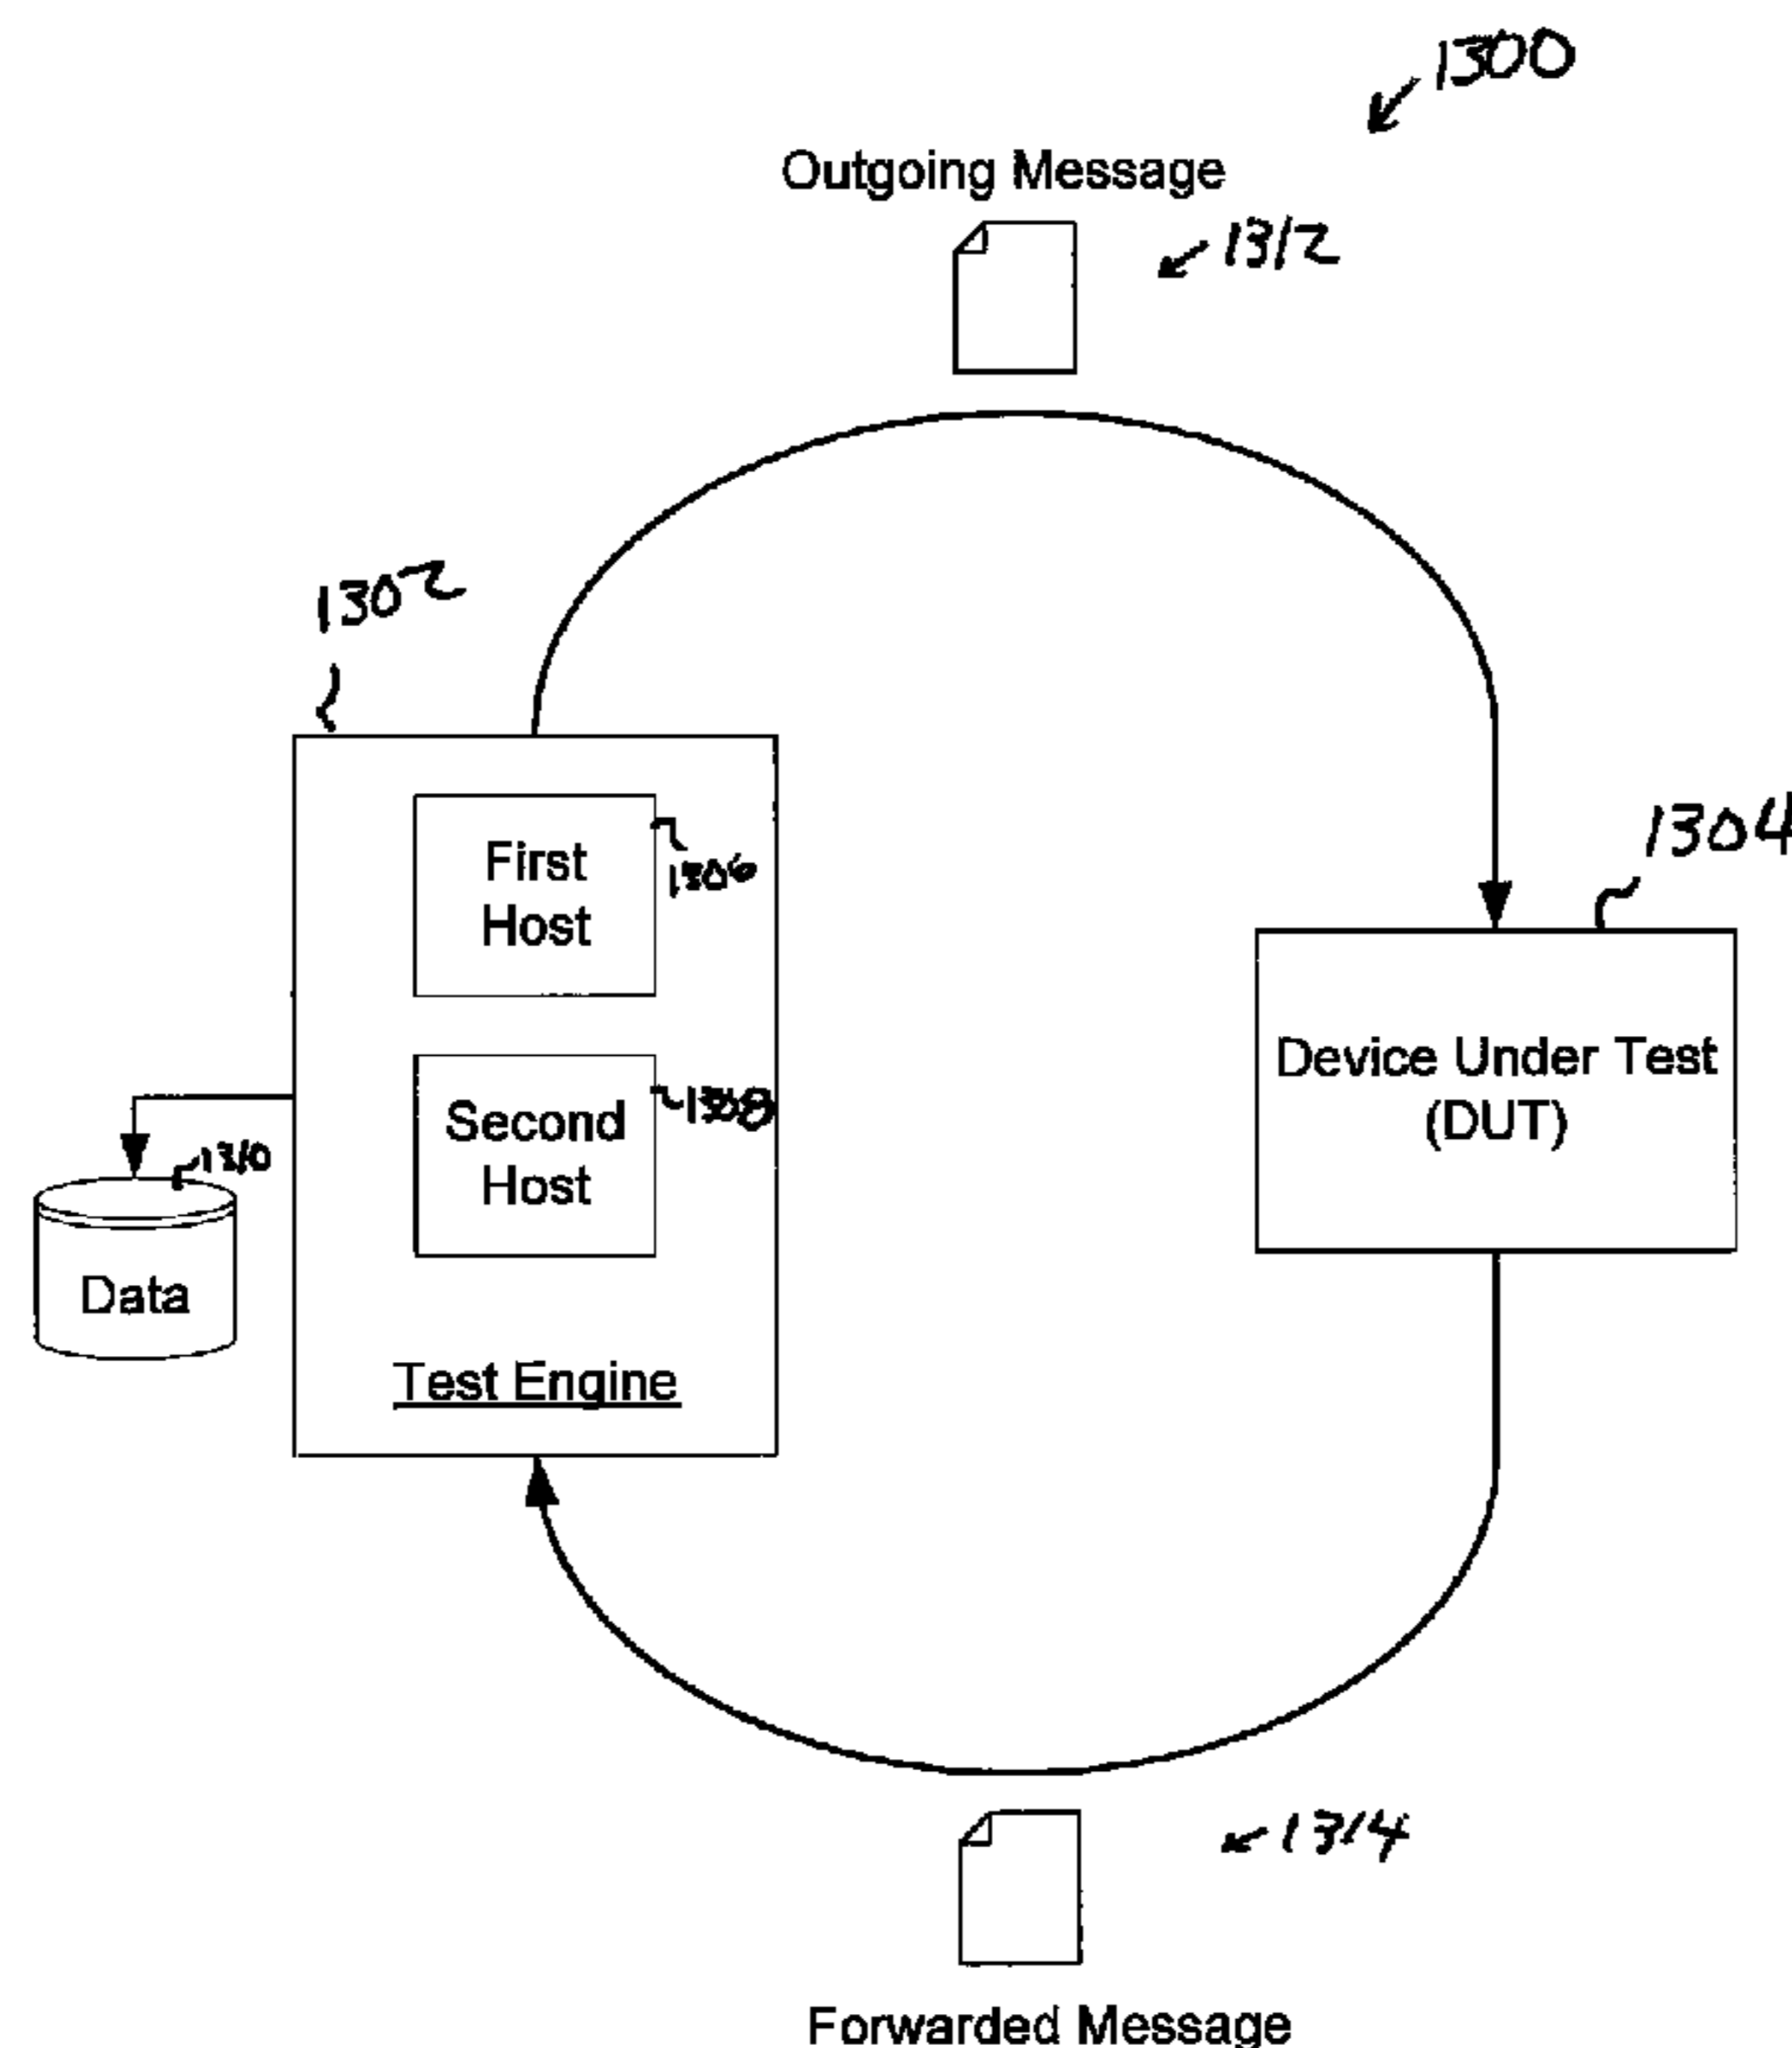 1300
Outgoing Message
1312
1302
First
Host
1306
1304
Second
Host
1308
Device Under Test
(DUT)
1310
Data
Test Engine
1314
Forwarded Message